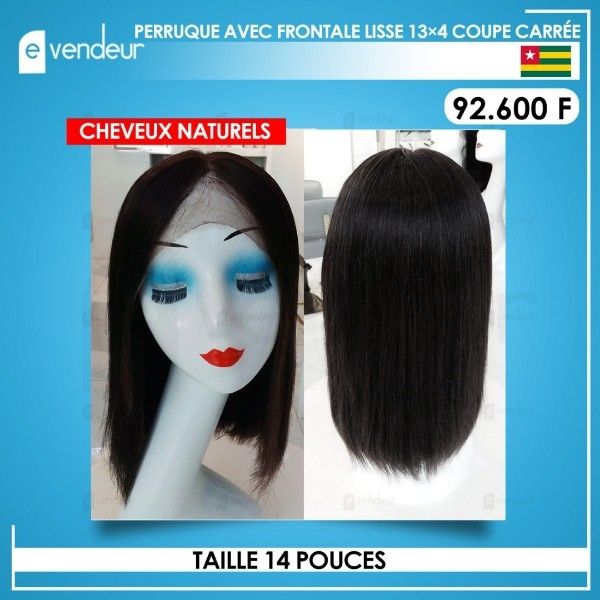 e vendeur
PERRUQUE AVEC FRONTALE LISSE 13×4 COUPE CARRÉE
92.600 F
CHEVEUX NATURELS
TAILLE 14 POUCES